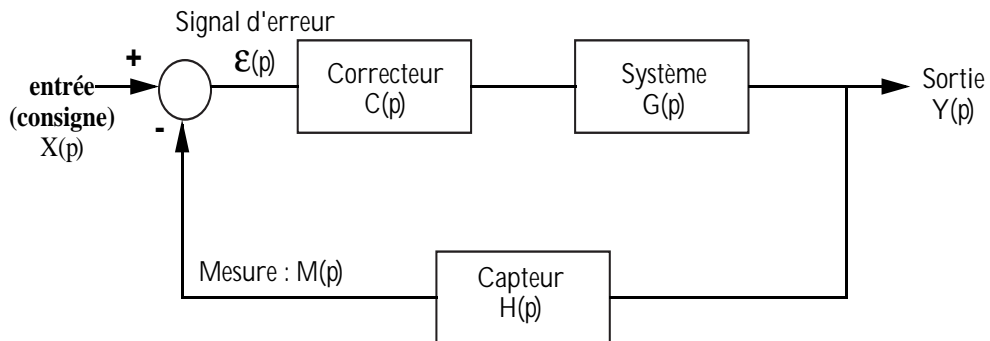 Signal d'erreur
ε(p)
+
entrée
(consigne)
X(p)
-
Correcteur
C(p)
Système
G(p)
Sortie
Y(p)
Mesure : M(p)
Capteur
H(p)